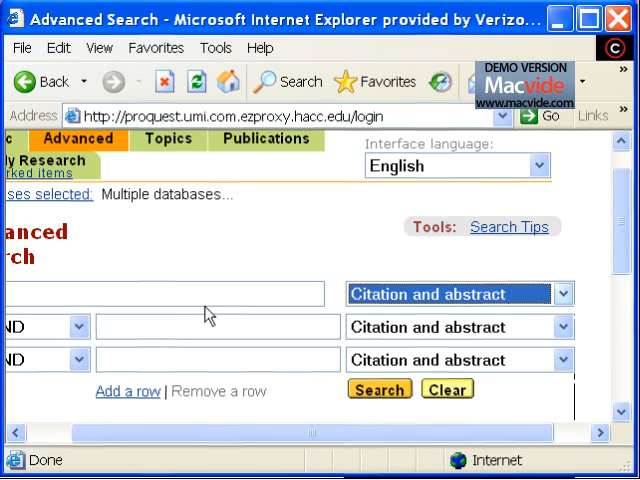 Advanced Search - Microsoft Internet Explorer provided by Verizo...
File Edit View Favorites Tools Help
Back Search Favorites
DEMO VERSION
Macvide
www.macvide.com
Address http://proquest.umi.com.ezproxy.hacc.edu/login Go Links
c Advanced Topics Publications
Interface language:
y Research
English
rked items
ses selected: Multiple databases...
anced
Tools: Search Tips
rch
Citation and abstract
ND Citation and abstract
ND Citation and abstract
Add a row | Remove a row Search Clear
Done Internet